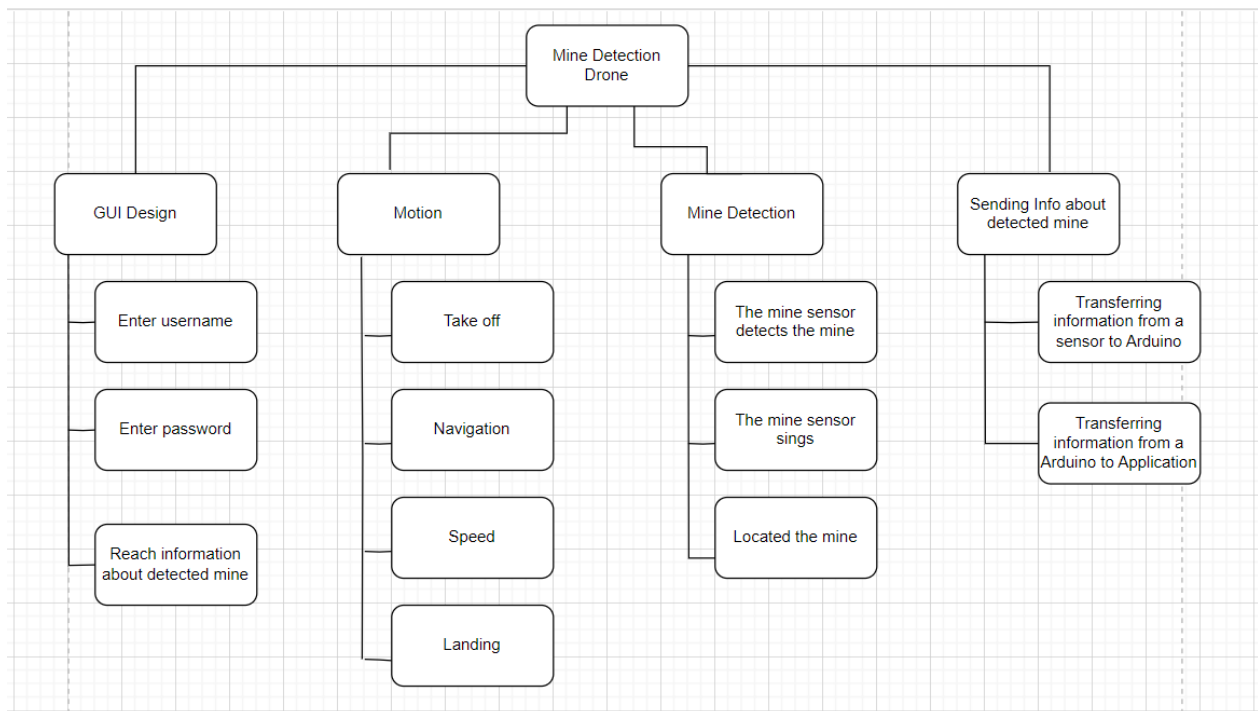 Mine Detection
Drone
GUI Design
Motion
Mine Detection
Sending Info about
detected mine
Enter username
Take off
The mine sensor
detects the mine
Transferring
information from a
sensor to Arduino
Enter password
Navigation
The mine sensor
sings
Transferring
information from a
Arduino to Application
Reach information
about detected mine
Speed
Located the mine
Landing